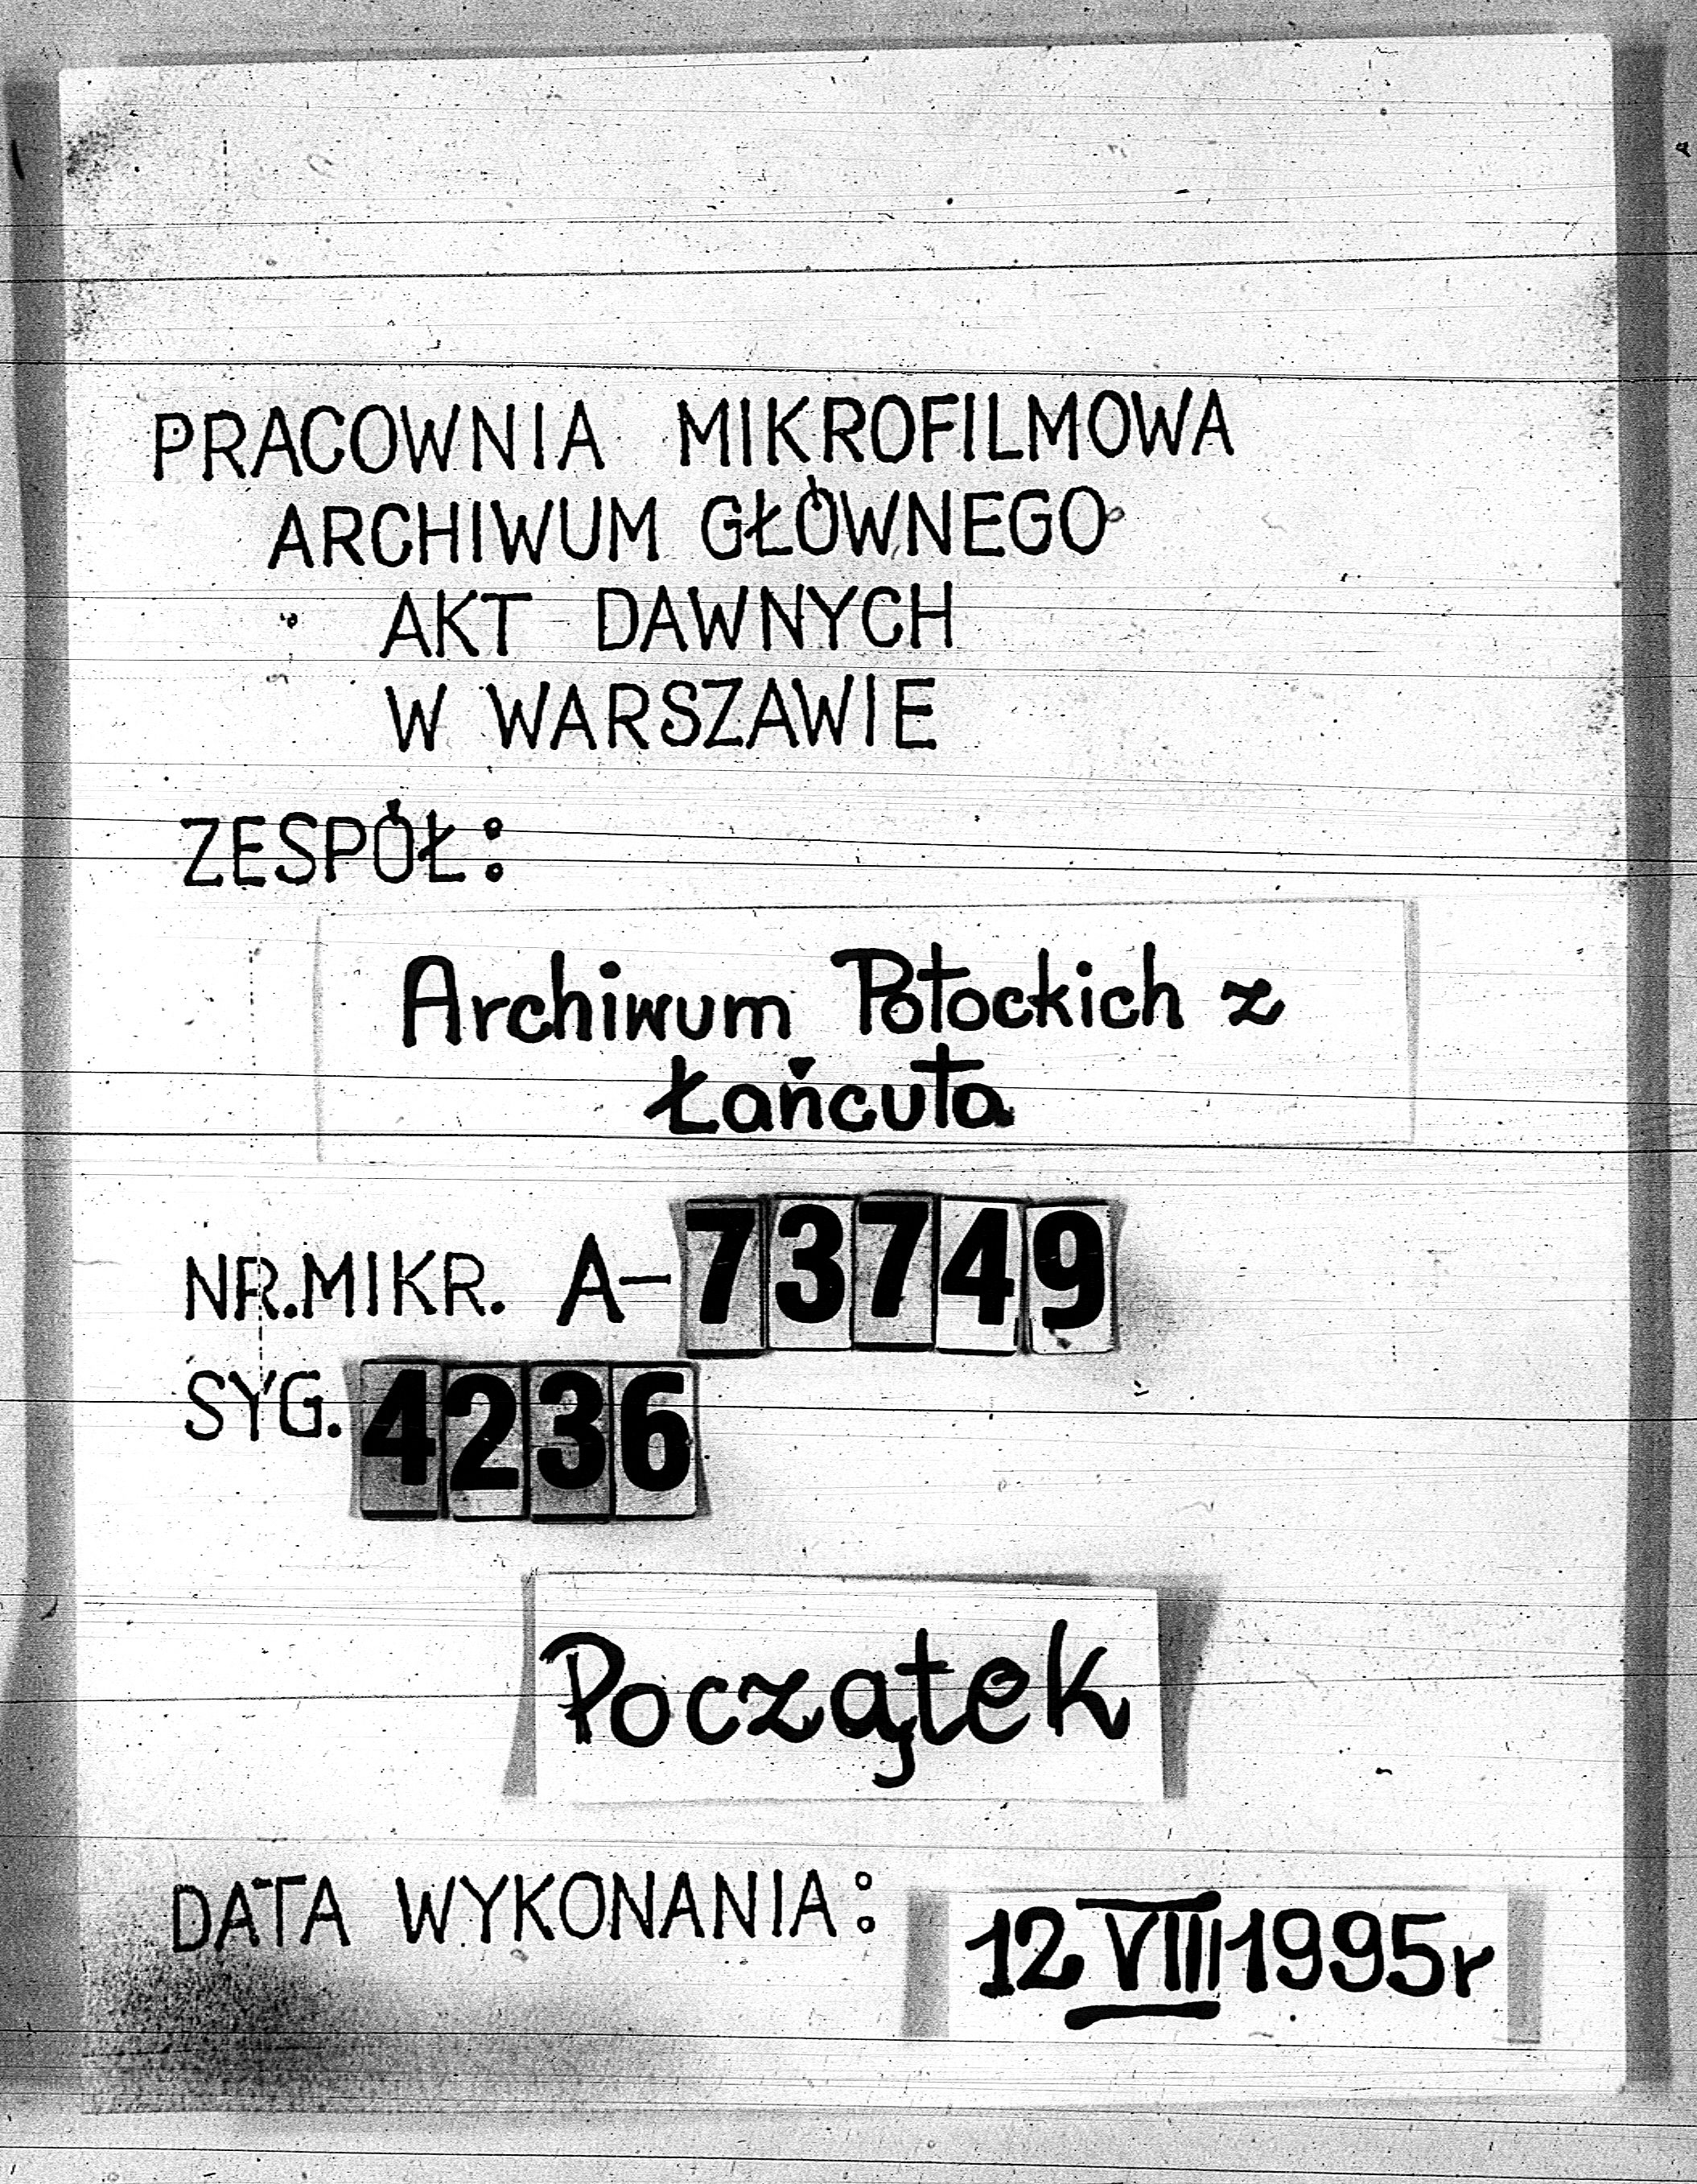 PRACOWNIA MIKROFILMOWA
ARCHIWUM GŁÓWNEGO
AKT DAWNYCH
W WARSZAWIE
ZESPÓŁ:
Archiwum Potockich z
Łańcuta
NR.MIKR. A-73749
SYG. 4236
Początek
DATA WYKONANIA: 12 VIII 1995r